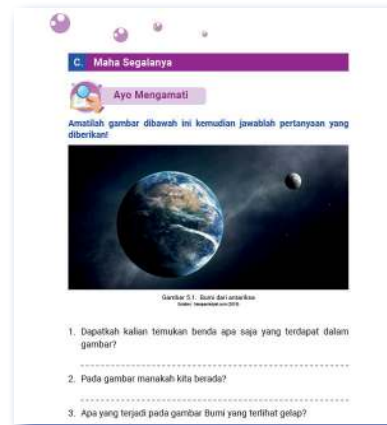 C. Maha Segalanya
Ayo Mengamati
Amatilah gambar dibawah ini kemudian jawablah pertanyaan yang
diberikan!
Gambar 5.1. Bumi dari antariksa
1. Dapatkah kalian temukan benda apa saja yang terdapat dalam
gambar?
2. Pada gambar manakah kita berada?
3. Apa yang terjadi pada gambar Bumi yang terlihat gelap?